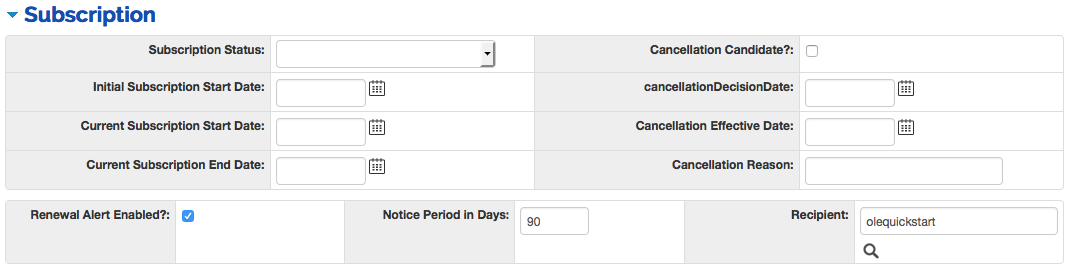 Subscription
Subscription Status: Cancellation Candidate?:
Initial Subscription Start Date: cancellationDecisionDate:
Current Subscription Start Date: Cancellation Effective Date:
Current Subscription End Date: Cancellation Reason:
Renewal Alert Enabled?: Notice Period in Days: 90 Recipient: olequickstart